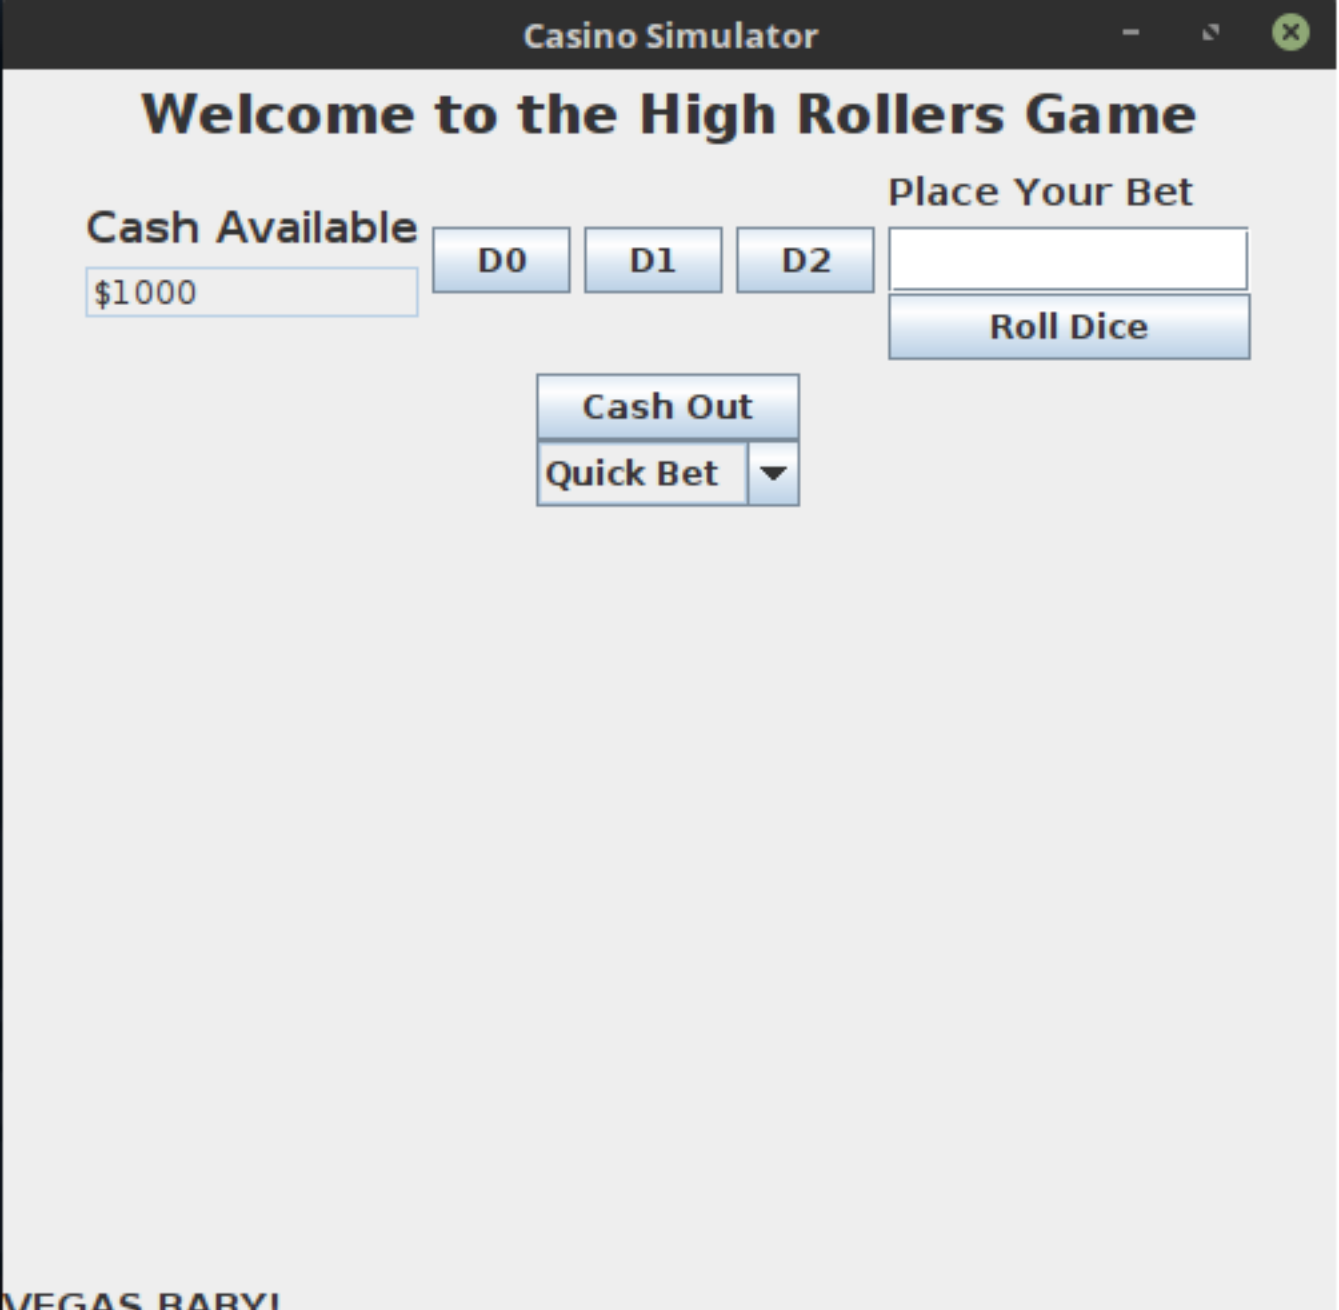 Casino Simulator
Welcome to the High Rollers Game
Place Your Bet
Cash Available
D0 D1 D2
$1000
Roll Dice
Cash Out
Quick Bet
VEGAS BABY!